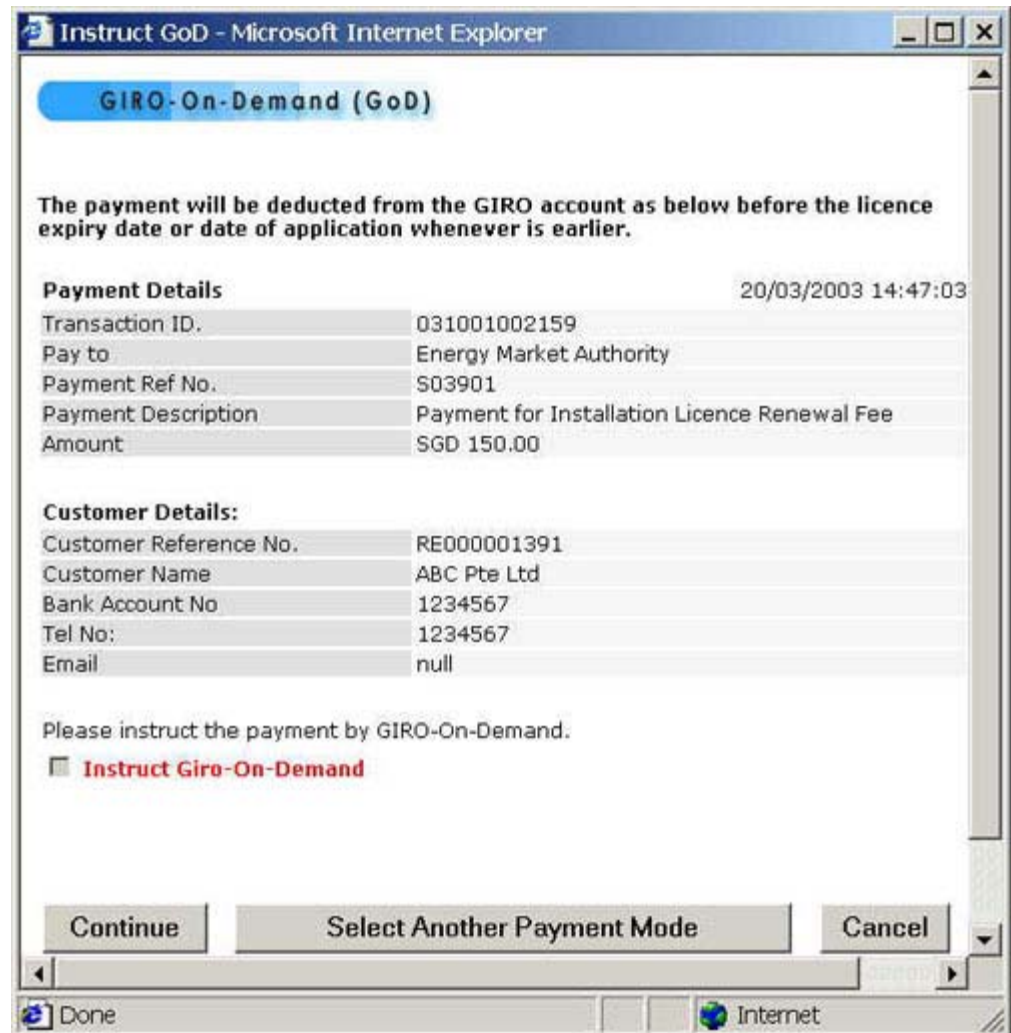 Instruct GoD - Microsoft Internet Explorer
GIRO-On-Demand (GoD)
The payment will be deducted from the GIRO account as below before the licence
expiry date or date of application whenever is earlier.
Payment Details 20/03/2003 14:47:03
Transaction ID. 031001002159
Pay to Energy Market Authority
Payment Ref No. S03901
Payment Description Payment for Installation Licence Renewal Fee
Amount SGD 150.00
Customer Details:
Customer Reference No. RE000001391
Customer Name ABC Pte Ltd
Bank Account No 1234567
Tel No: 1234567
Email null
Please instruct the payment by GIRO-On-Demand.
Instruct Giro-On-Demand
Continue Select Another Payment Mode Cancel
Done Internet